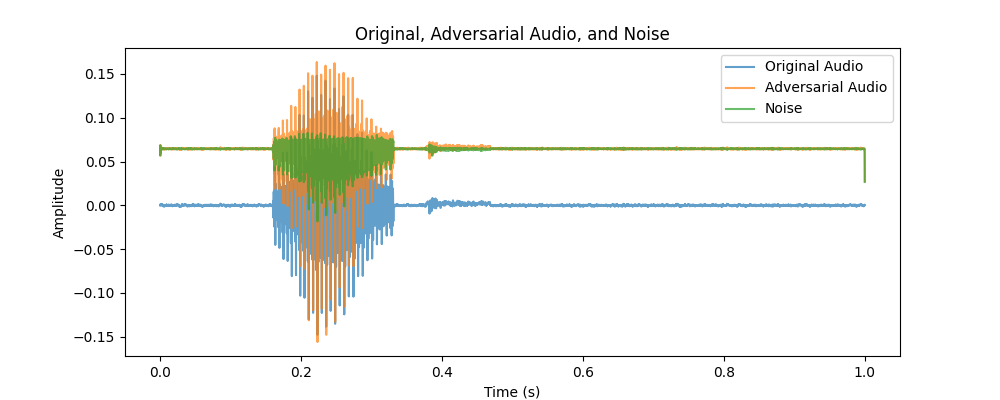 Original, Adversarial Audio, and Noise
Original Audio
Adversarial Audio
Noise
Amplitude
0.15
0.10
0.05
0.00
−0.05
−0.10
−0.15
0.0 0.2 0.4 0.6 0.8 1.0
Time (s)